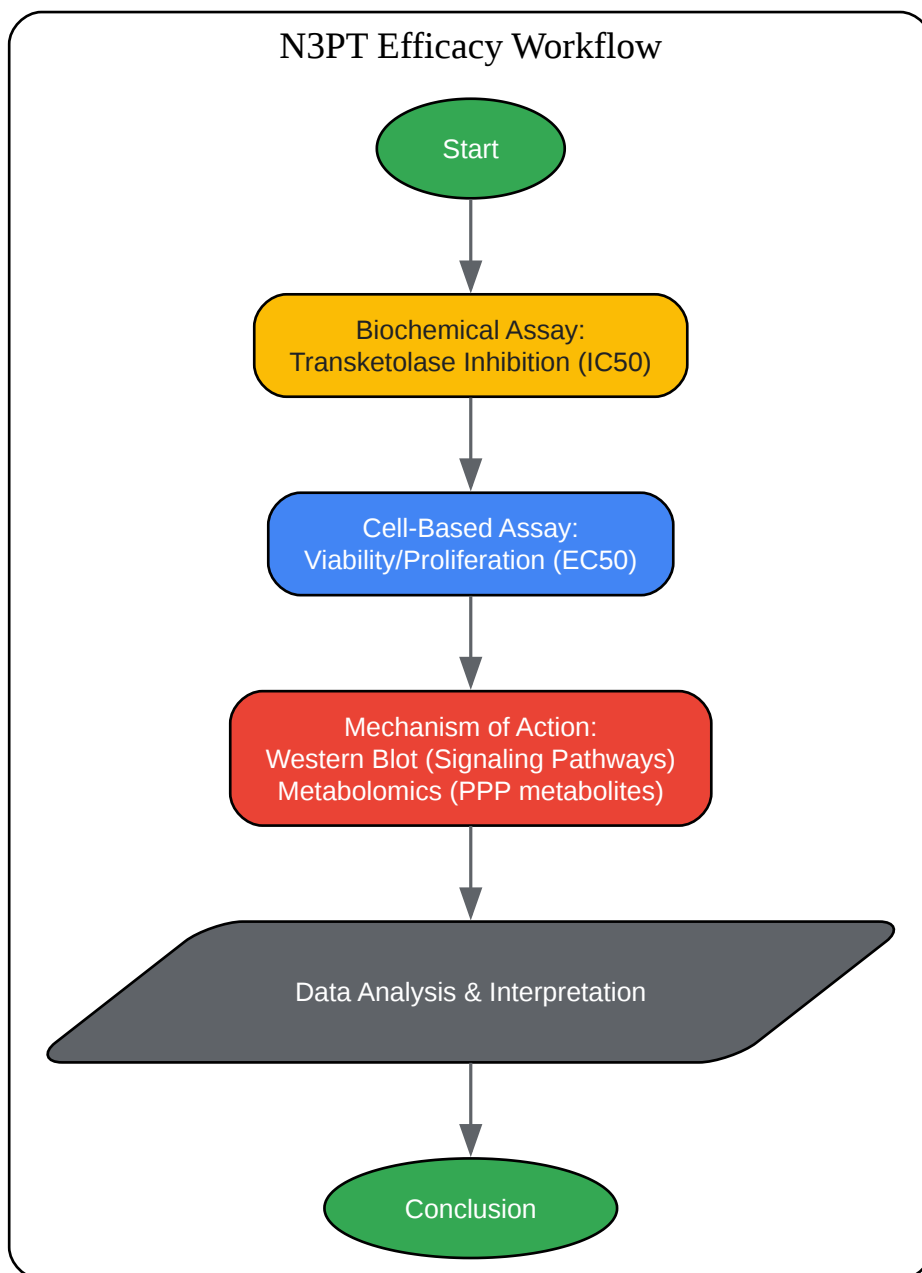 N3PT Efficacy Workflow
Start
Biochemical Assay:
Transketolase Inhibition (IC50)
Cell-Based Assay:
Viability/Proliferation (EC50)
Mechanism of Action:
Western Blot (Signaling Pathways)
Metabolomics (PPP metabolites)
Data Analysis & Interpretation
Conclusion